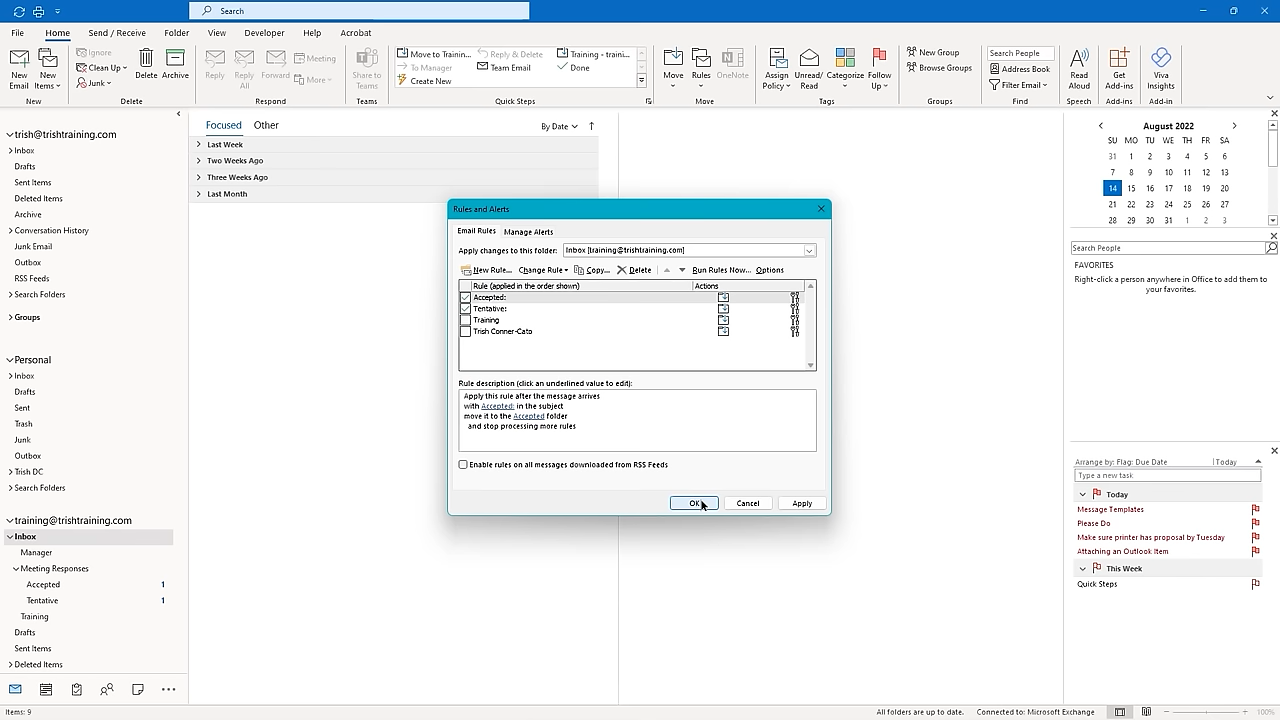 Search
File Home Send / Receive Folder View Developer Help Acrobat
New Email
New Items
Ignore
Clean Up
Junk
Delete
Archive
Reply
Reply All
Forward
Meeting
More
Share to Teams
Move to Trainin...
To Manager
Create New
Reply & Delete
Team Email
Training - traini...
Done
Move
Rules
OneNote
Assign Policy
Unread/ Read
Categorize
Follow Up
New Group
Browse Groups
Search People
Address Book
Filter Email
Read Aloud
Get Add-ins
Viva Insights
New Delete Respond Teams Quick Steps Move Tags Groups Find Speech Add-ins Add-in
trish@trishtraining.com
Inbox
Drafts
Sent Items
Deleted Items
Archive
Conversation History
Junk Email
Outbox
RSS Feeds
Search Folders
Groups
Personal
Inbox
Drafts
Sent
Trash
Junk
Outbox
Trish DC
Search Folders
training@trishtraining.com
Inbox
Manager
Meeting Responses
Accepted 1
Tentative 1
Training
Drafts
Sent Items
Deleted Items
Focused Other By Date
Last Week
Two Weeks Ago
Three Weeks Ago
Last Month
Rules and Alerts
Email Rules Manage Alerts
Apply changes to this folder: Inbox [training@trishtraining.com]
New Rule... Change Rule Copy... Delete Run Rules Now... Options
Rule (applied in the order shown) Actions
Accepted:
Tentative:
Training
Trish Conner-Cato
Rule description (click an underlined value to edit):
Apply this rule after the message arrives
with Accepted: in the subject
move it to the Accepted folder
and stop processing more rules
Enable rules on all messages downloaded from RSS Feeds
OK Cancel Apply
August 2022
SU MO TU WE TH FR SA
31 1 2 3 4 5 6
7 8 9 10 11 12 13
14 15 16 17 18 19 20
21 22 23 24 25 26 27
28 29 30 31 1 2 3
Search People
FAVORITES
Right-click a person anywhere in Office to add them to
your favorites.
Arrange by: Flag: Due Date Today
Type a new task
Today
Message Templates
Please Do
Make sure printer has proposal by Tuesday
Attaching an Outlook Item
This Week
Quick Steps
Items: 9 All folders are up to date. Connected to: Microsoft Exchange 100%